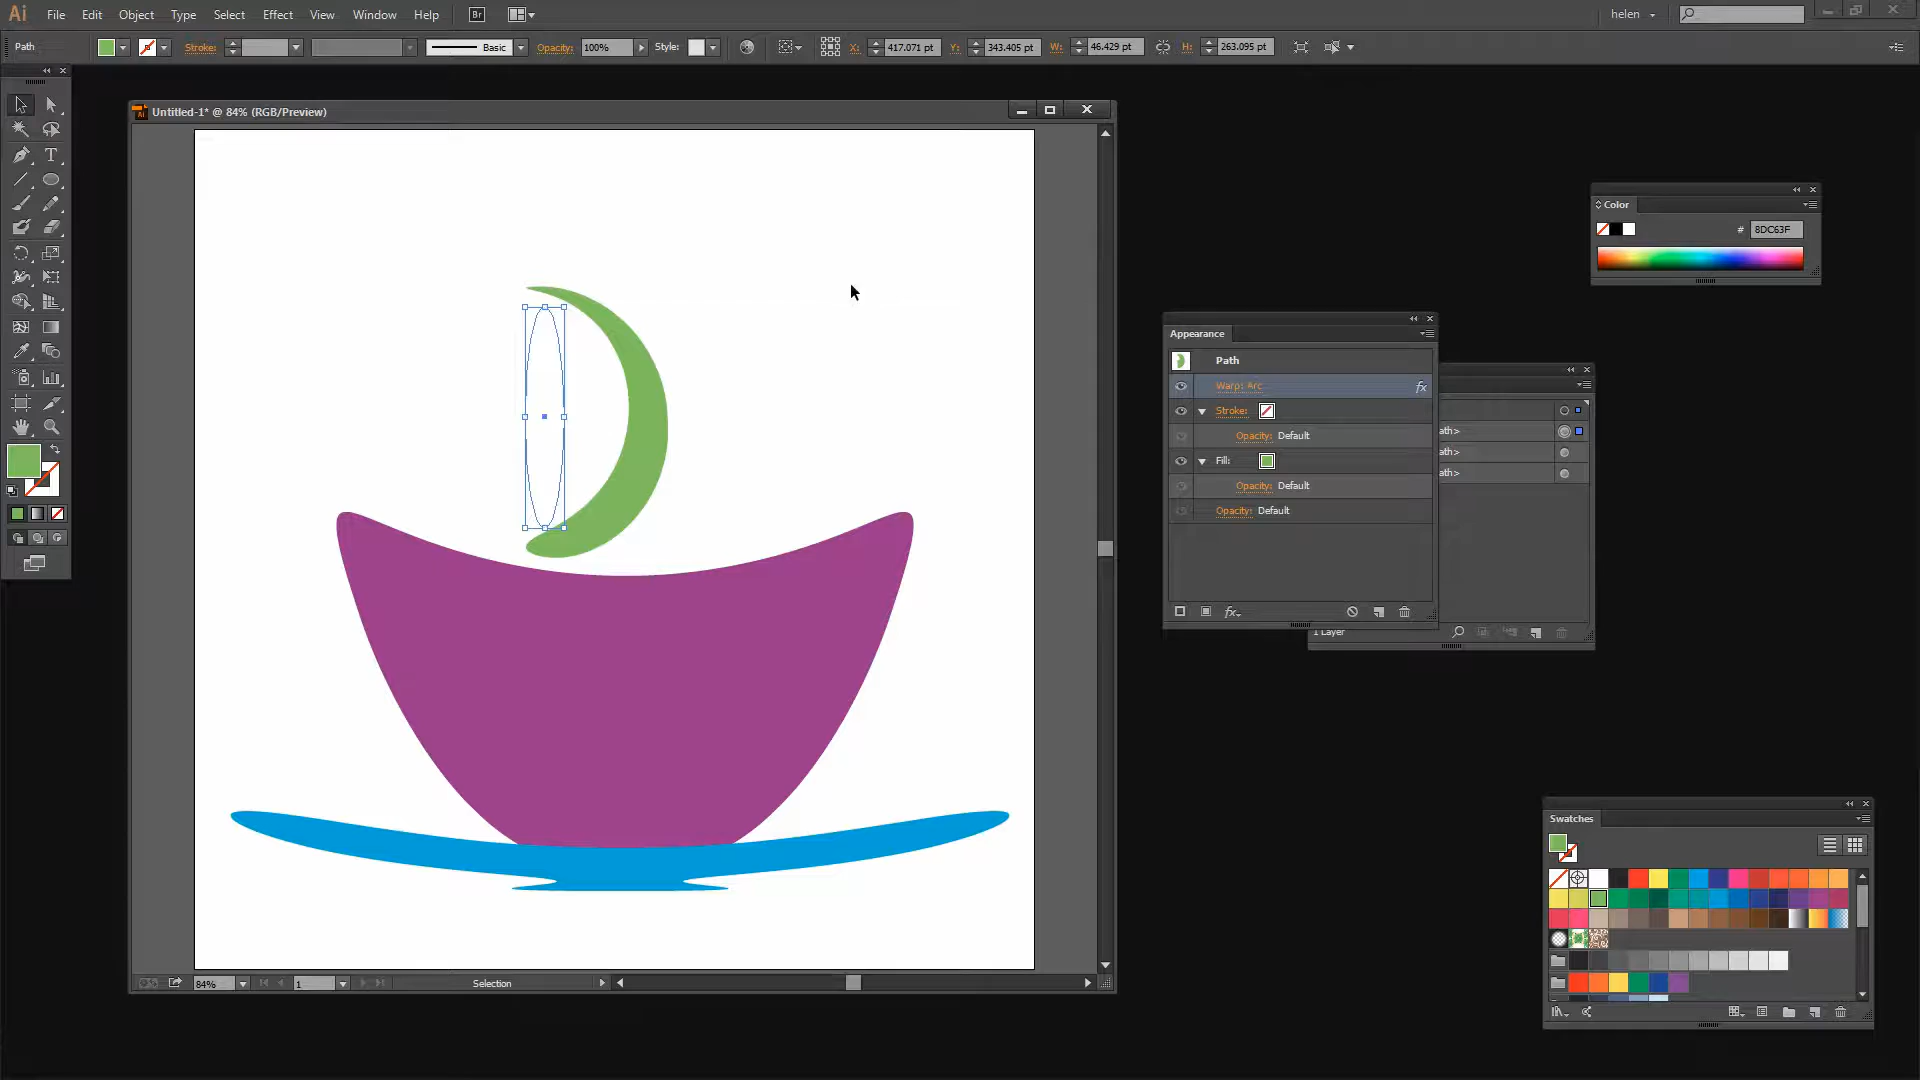 Ai File Edit Object Type Select Effect View Window Help Br helen
Path Stroke: Basic Opacity: 100% Style: X: 417.071 pt Y: 343.405 pt W: 46.429 pt H: 263.095 pt
Untitled-1* @ 84% (RGB/Preview)
Color
# 8DC63F
Appearance
Path
Warp: Arc fx
Stroke:
Opacity: Default
Fill:
Opacity: Default
Opacity: Default
fx
ath>
ath>
ath>
1 Layer
Swatches
84% 1 Selection